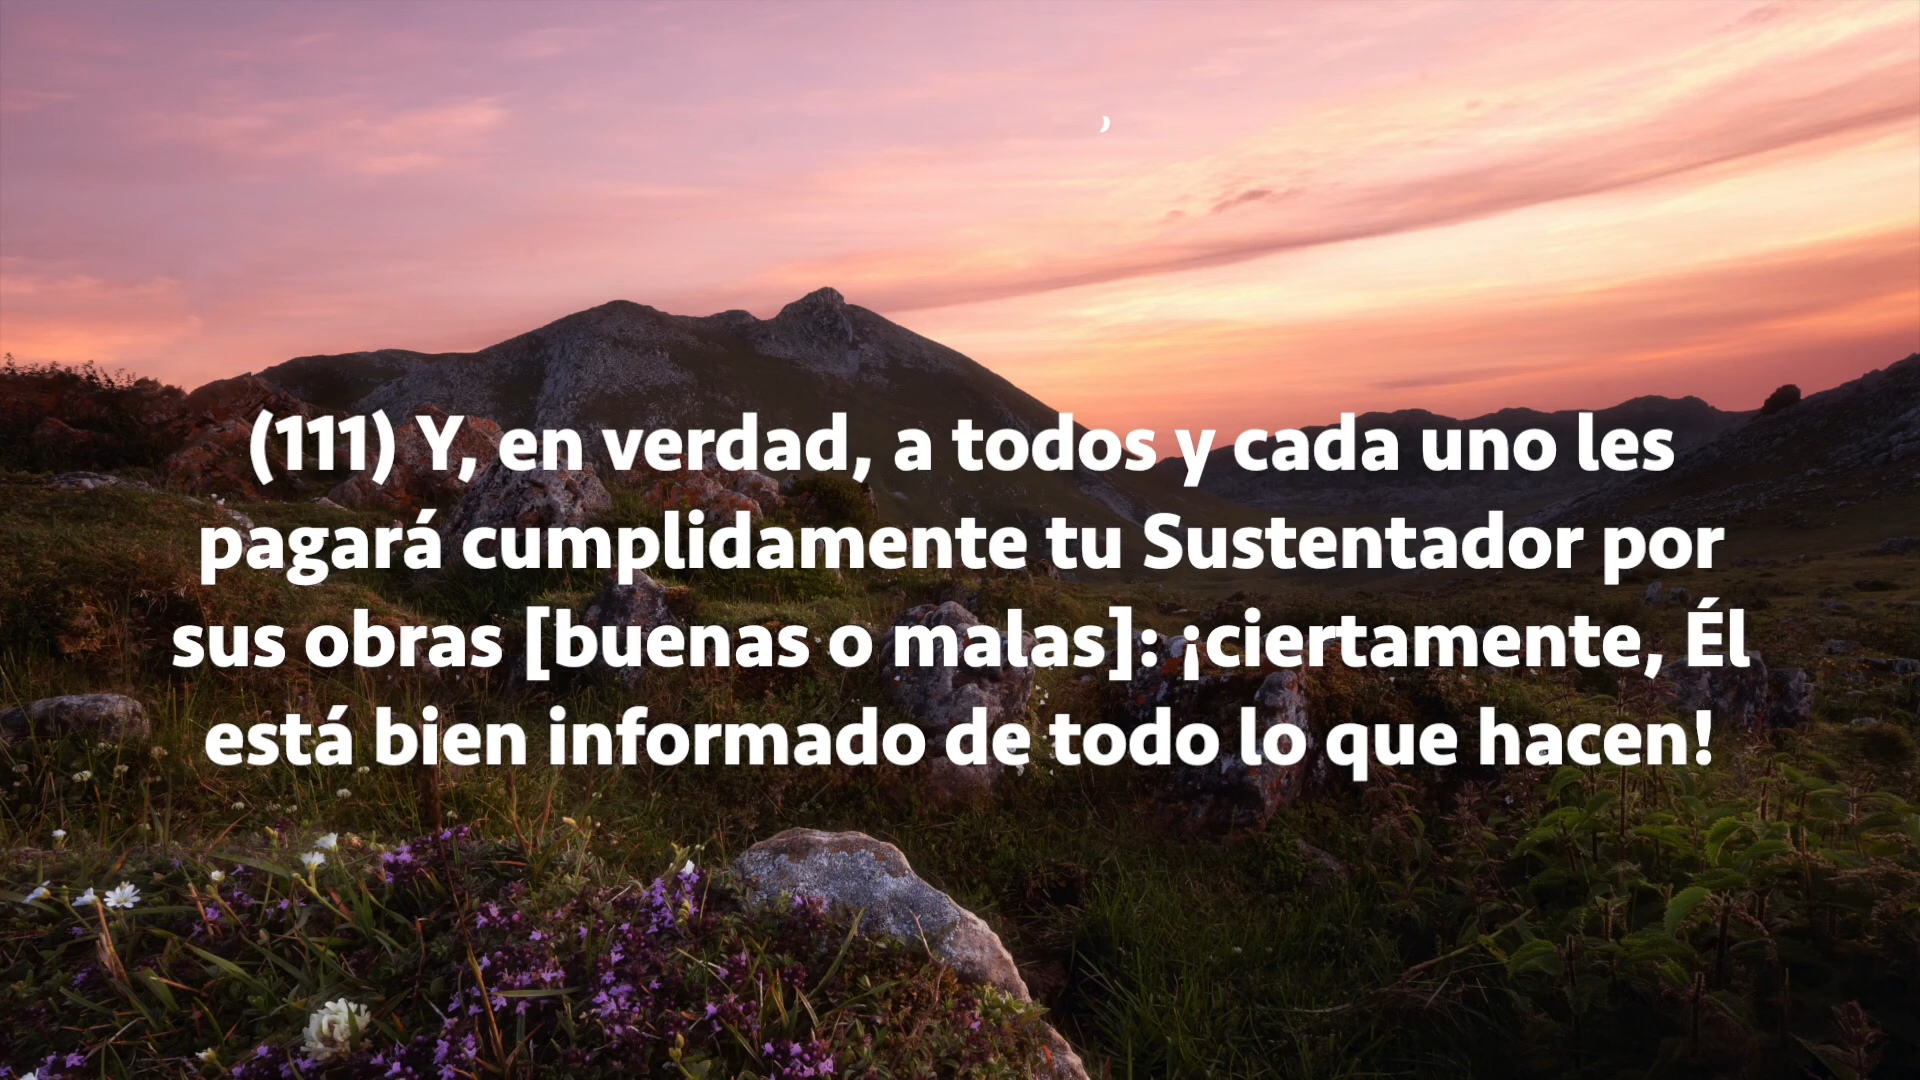 (111) Y, en verdad, a todos y cada uno les
pagará cumplidamente tu Sustentador por
sus obras [buenas o malas]: ¡ciertamente, Él
está bien informado de todo lo que hacen!